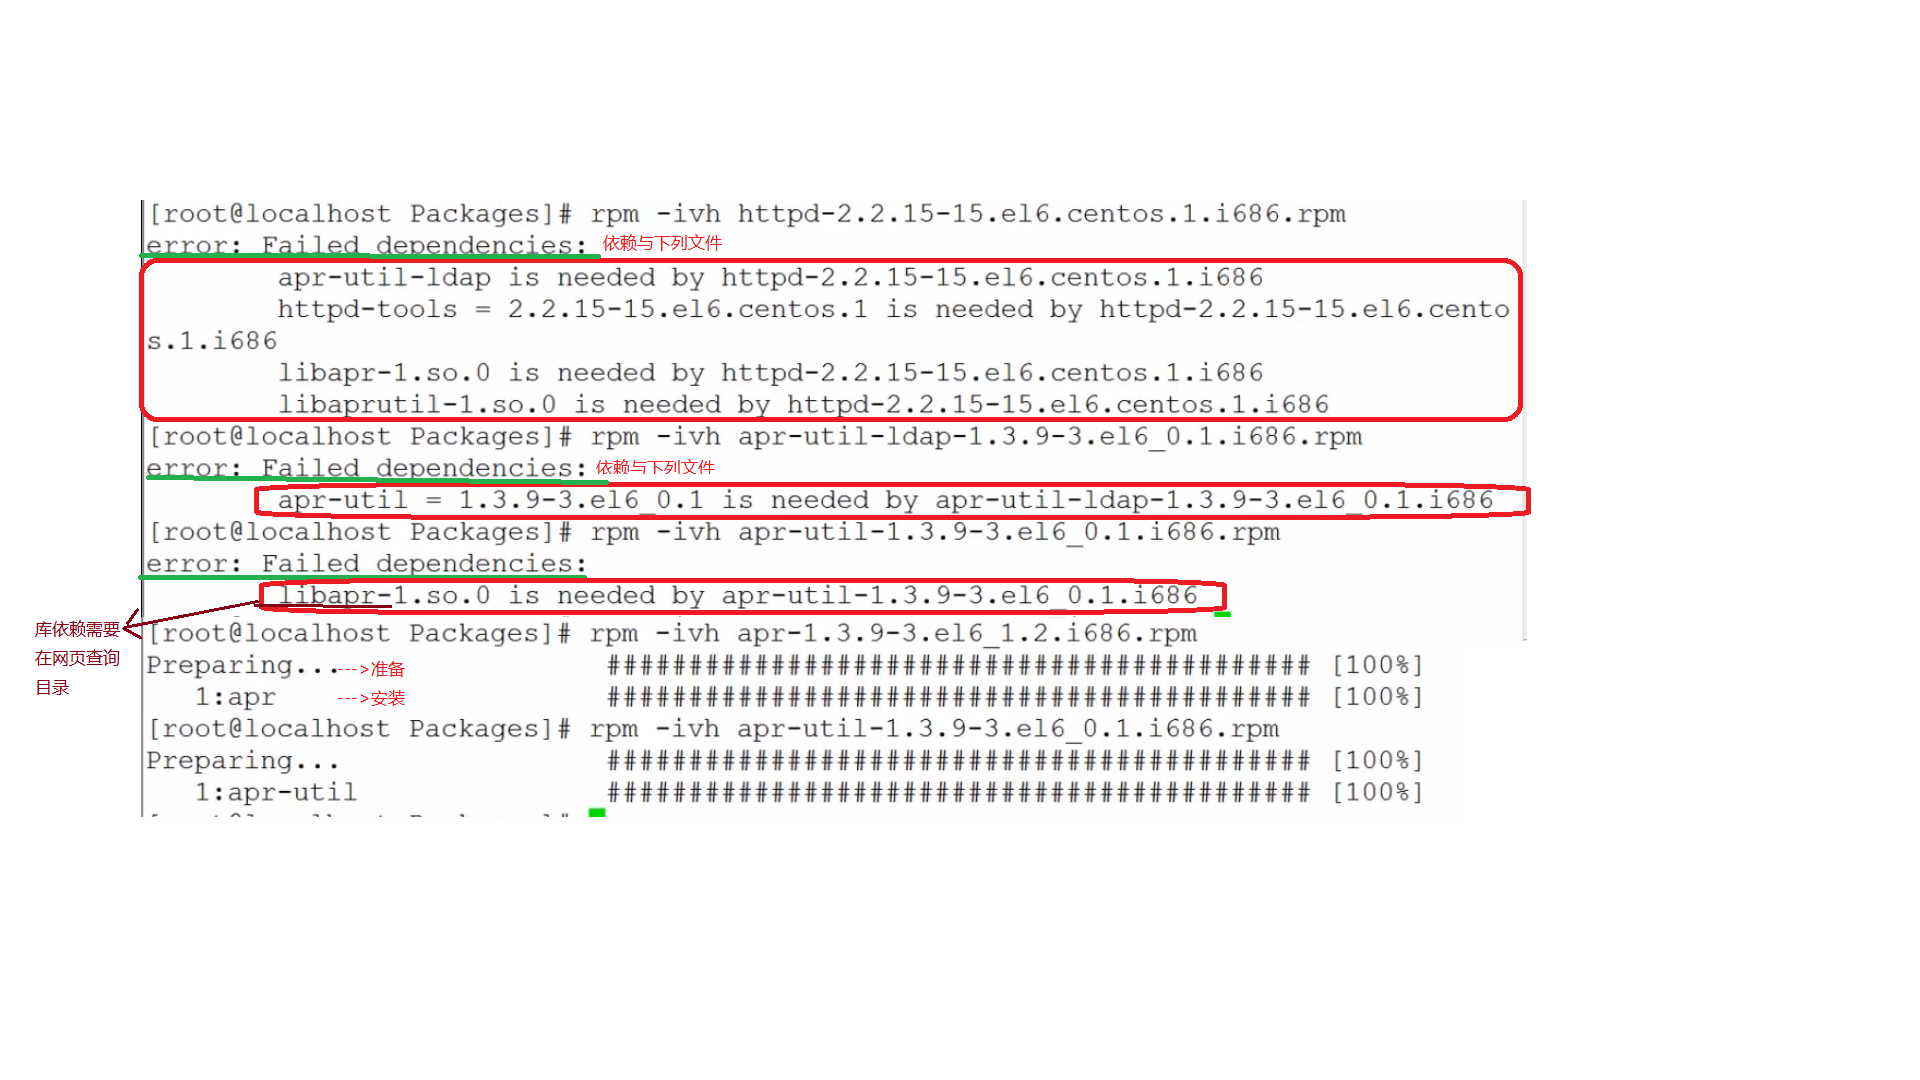 [root@localhost Packages]# rpm -ivh httpd-2.2.15-15.el6.centos.1.i686.rpm
error: Failed dependencies: 依赖与下列文件
apr-util-ldap is needed by httpd-2.2.15-15.el6.centos.1.i686
httpd-tools = 2.2.15-15.el6.centos.1 is needed by httpd-2.2.15-15.el6.cento
s.1.i686
libapr-1.so.0 is needed by httpd-2.2.15-15.el6.centos.1.i686
libaprutil-1.so.0 is needed by httpd-2.2.15-15.el6.centos.1.i686
[root@localhost Packages]# rpm -ivh apr-util-ldap-1.3.9-3.el6_0.1.i686.rpm
error: Failed dependencies: 依赖与下列文件
apr-util = 1.3.9-3.el6_0.1 is needed by apr-util-ldap-1.3.9-3.el6_0.1.i686
[root@localhost Packages]# rpm -ivh apr-util-1.3.9-3.el6_0.1.i686.rpm
error: Failed dependencies:
libapr-1.so.0 is needed by apr-util-1.3.9-3.el6_0.1.i686
库依赖需要
在网页查询
目录
[root@localhost Packages]# rpm -ivh apr-1.3.9-3.el6_1.2.i686.rpm
Preparing...--->准备 ########################################### [100%]
1:apr --->安装 ########################################### [100%]
[root@localhost Packages]# rpm -ivh apr-util-1.3.9-3.el6_0.1.i686.rpm
Preparing... ########################################### [100%]
1:apr-util ########################################### [100%]